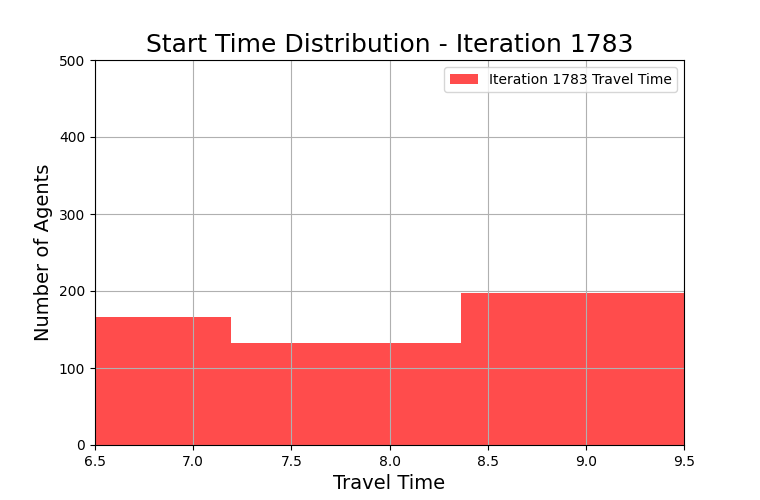 Start Time Distribution - Iteration 1783
Iteration 1783 Travel Time
Number of Agents
500
400
300
200
100
0
6.5 7.0 7.5 8.0 8.5 9.0 9.5
Travel Time